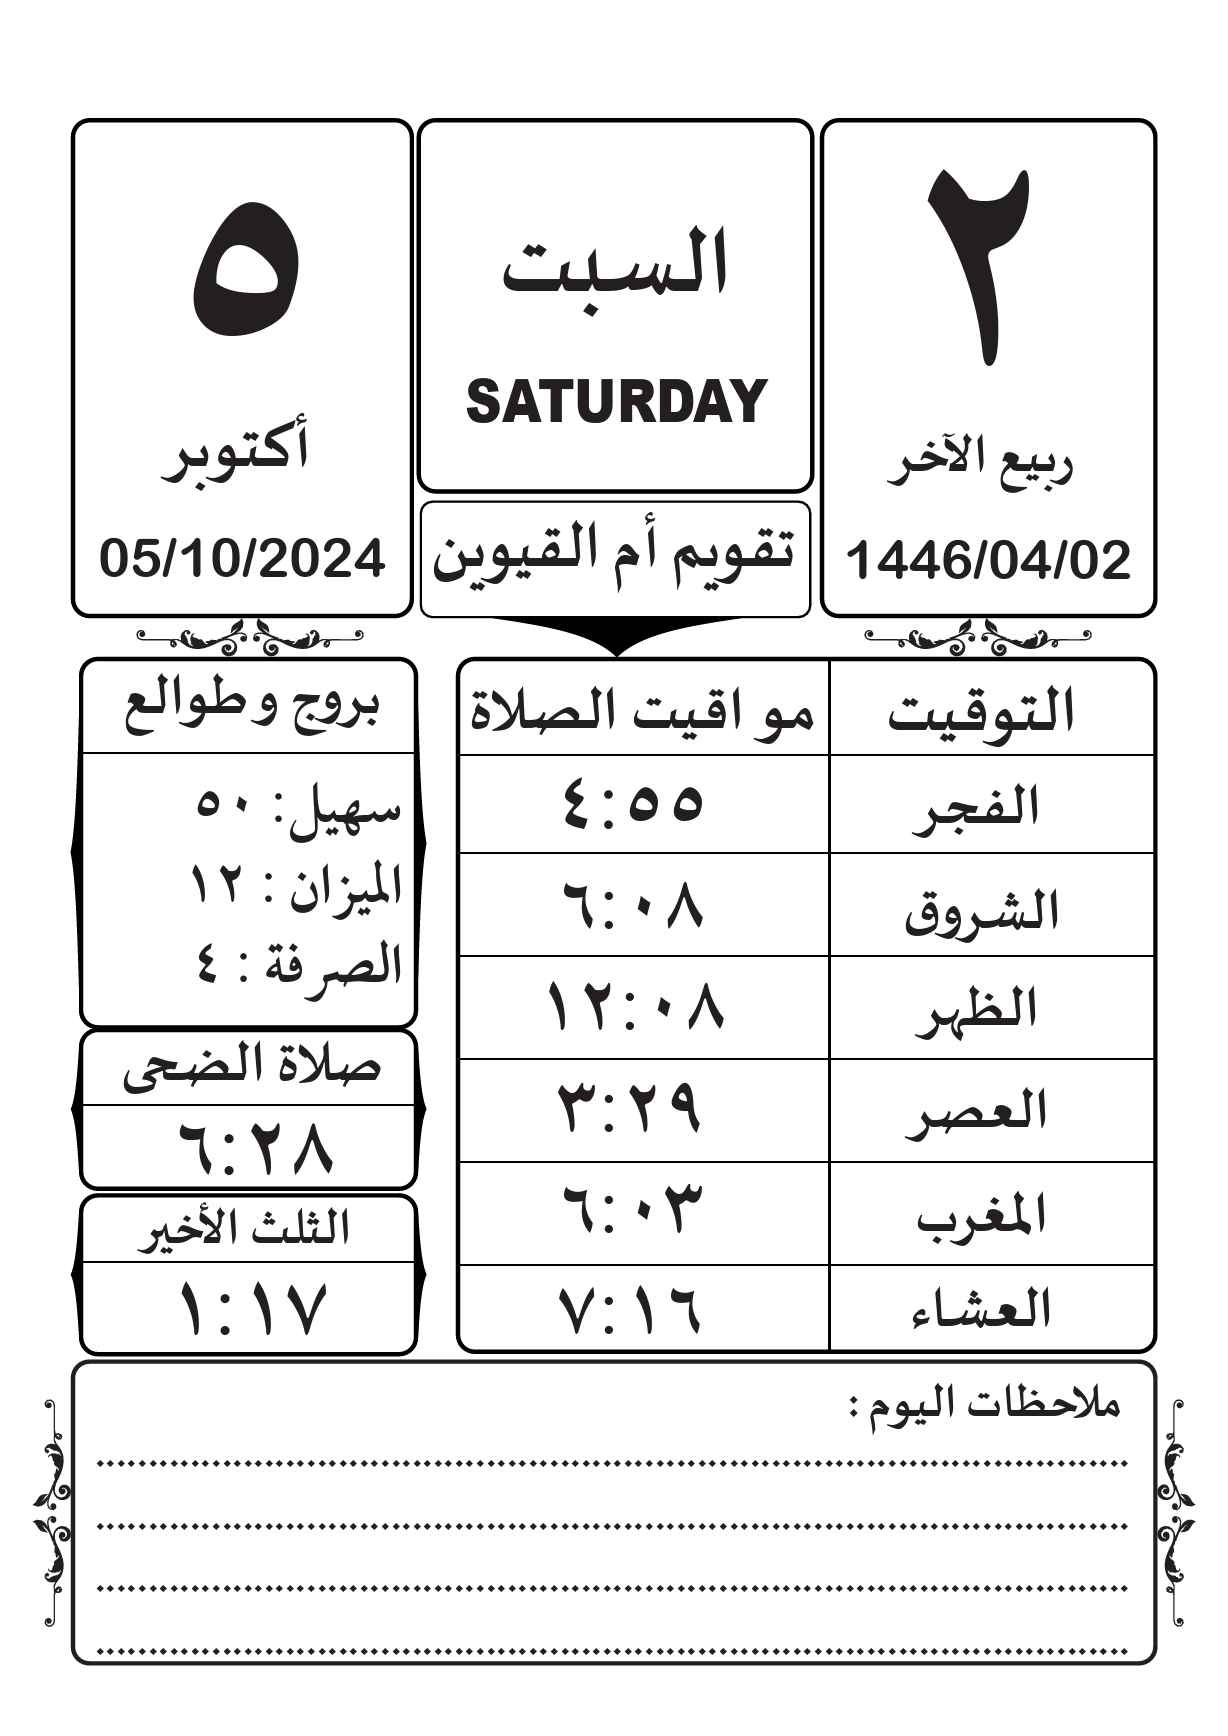 ٢
ربيع الآخر
1446/04/02
السبت
SATURDAY
تقويم أم القيوين
٥
أكتوبر
05/10/2024
التوقيت مواقيت الصلاة
الفجر ٤:٥٥
الشروق ٦:٠٨
الظهر ١٢:٠٨
العصر ٣:٢٩
المغرب ٦:٠٣
العشاء ٧:١٦
بروج وطوالع
سهيل: ٥٠
الميزان : ١٢
الصرفة : ٤
صلاة الضحى
٦:٢٨
الثلث الأخير
١:١٧
ملاحظات اليوم :